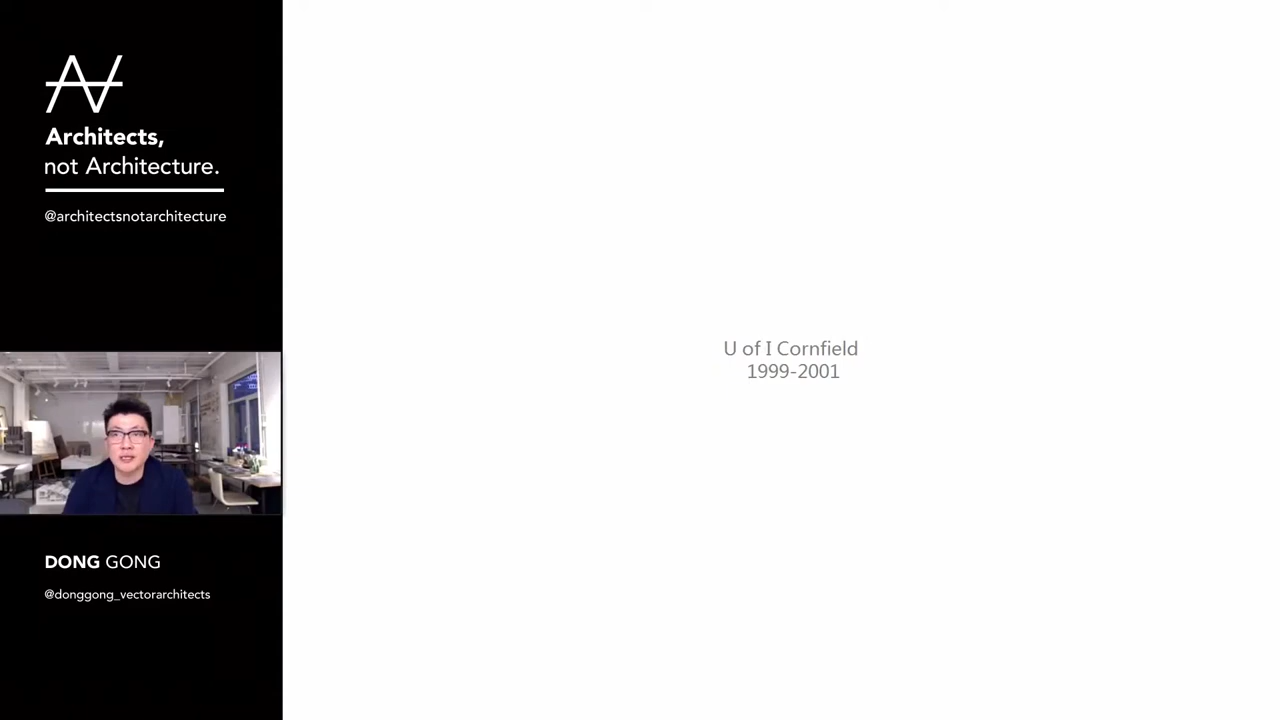 Architects,
not Architecture.
@architectsnotarchitecture
U of I Cornfield
1999-2001
DONG GONG
@donggong_vectorarchitects